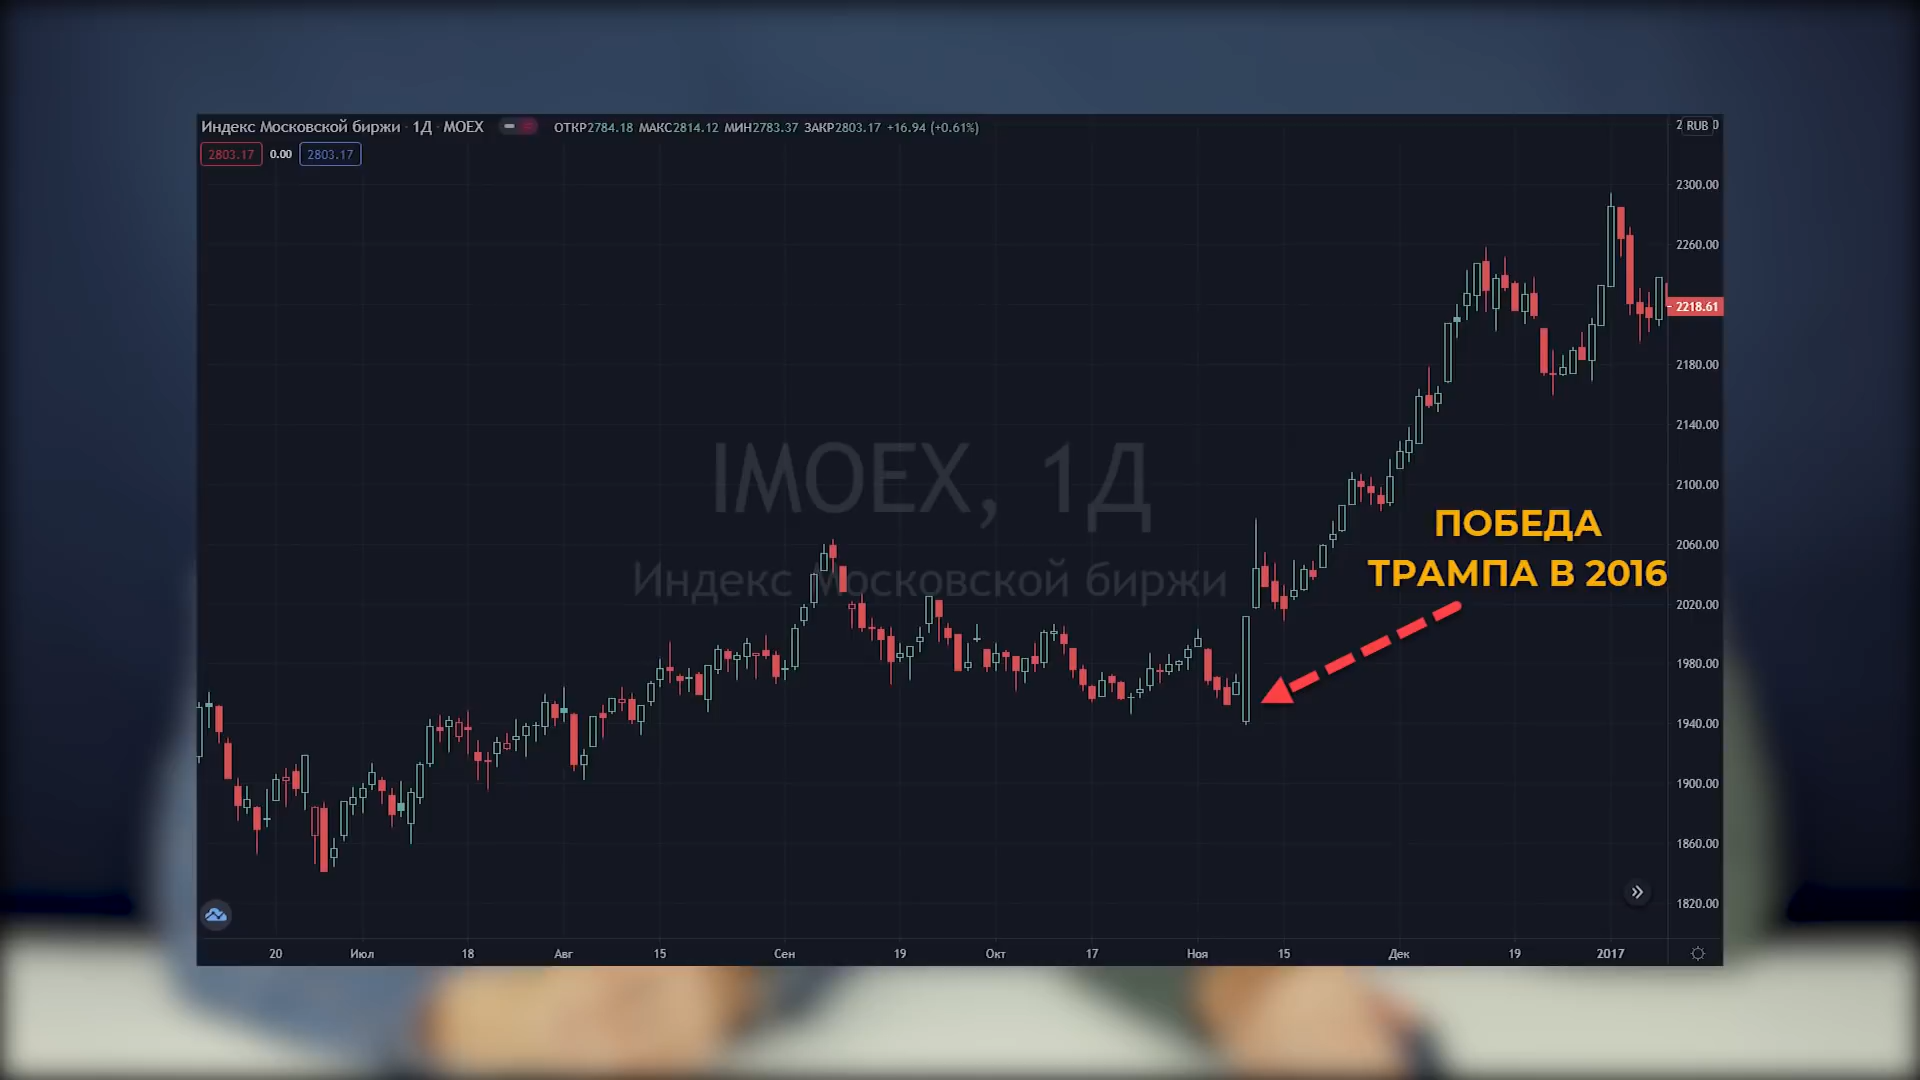 Индекс Московской биржи · 1Д · MOEX ОТКР2784.18 МАКС2814.12 МИН2783.37 ЗАКР2803.17 +16.94 (+0.61%)
RUB
2803.17 0.00 2803.17
2300.00
2260.00
2218.61
2180.00
2140.00
2100.00
2060.00
2020.00
1980.00
1940.00
1900.00
1860.00
1820.00
IMOEX, 1Д
Индекс Московской биржи
ПОБЕДА
ТРАМПА В 2016
20 Июл 18 Авг 15 Сен 19 Окт 17 Ноя 15 Дек 19 2017